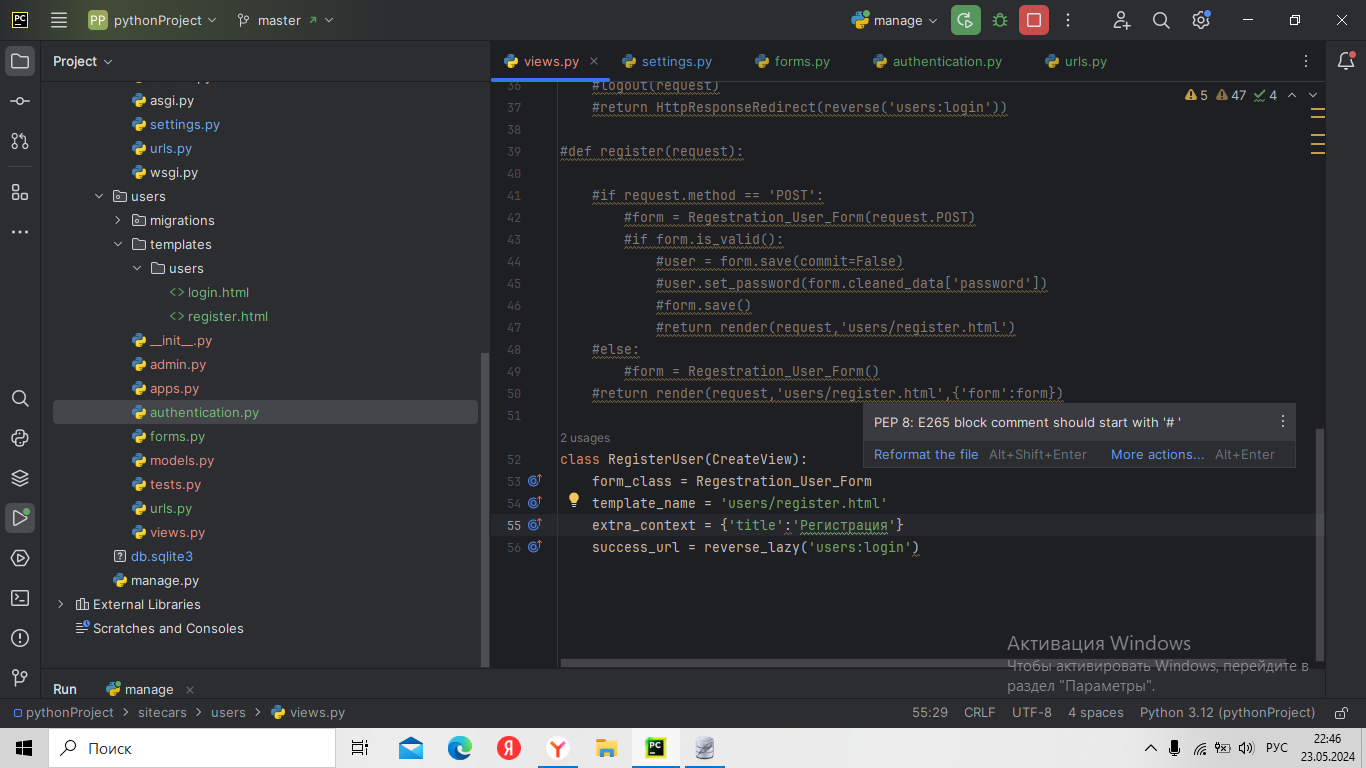 PC
PP pythonProject
master
manage
Project
views.py
settings.py
forms.py
authentication.py
urls.py
asgi.py
settings.py
urls.py
wsgi.py
users
migrations
templates
users
<> login.html
<> register.html
__init__.py
admin.py
apps.py
authentication.py
forms.py
models.py
tests.py
urls.py
views.py
db.sqlite3
manage.py
External Libraries
Scratches and Consoles
5 47 4
36 #logout(request)
37 #return HttpResponseRedirect(reverse('users:login'))
38
39 #def register(request):
40
41 #if request.method == 'POST':
42 #form = Regestration_User_Form(request.POST)
43 #if form.is_valid():
44 #user = form.save(commit=False)
45 #user.set_password(form.cleaned_data['password'])
46 #form.save()
47 #return render(request,'users/register.html')
48 #else:
49 #form = Regestration_User_Form()
50 #return render(request,'users/register.html',{'form':form})
51
2 usages
52 class RegisterUser(CreateView):
53 form_class = Regestration_User_Form
54 template_name = 'users/register.html'
55 extra_context = {'title':'Регистрация'}
56 success_url = reverse_lazy('users:login')
PEP 8: E265 block comment should start with '# '
Reformat the file Alt+Shift+Enter More actions... Alt+Enter
Активация Windows
Чтобы активировать Windows, перейдите в
раздел "Параметры".
Run manage
pythonProject > sitecars > users > views.py
55:29 CRLF UTF-8 4 spaces Python 3.12 (pythonProject)
Поиск
Я
Y
PC
РУС
22:46
23.05.2024